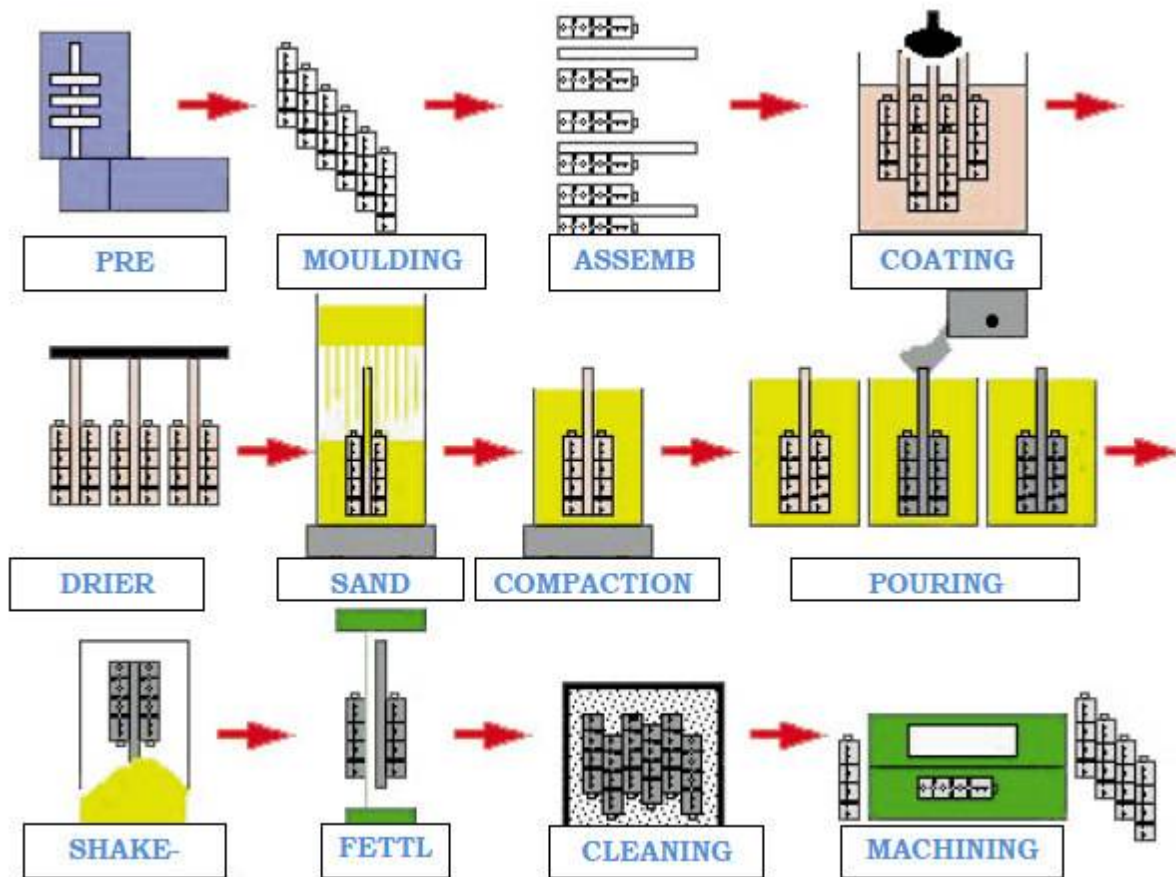 PRE
MOULDING
ASSEMB
COATING
DRIER
SAND
COMPACTION
POURING
SHAKE-
FETTL
CLEANING
MACHINING